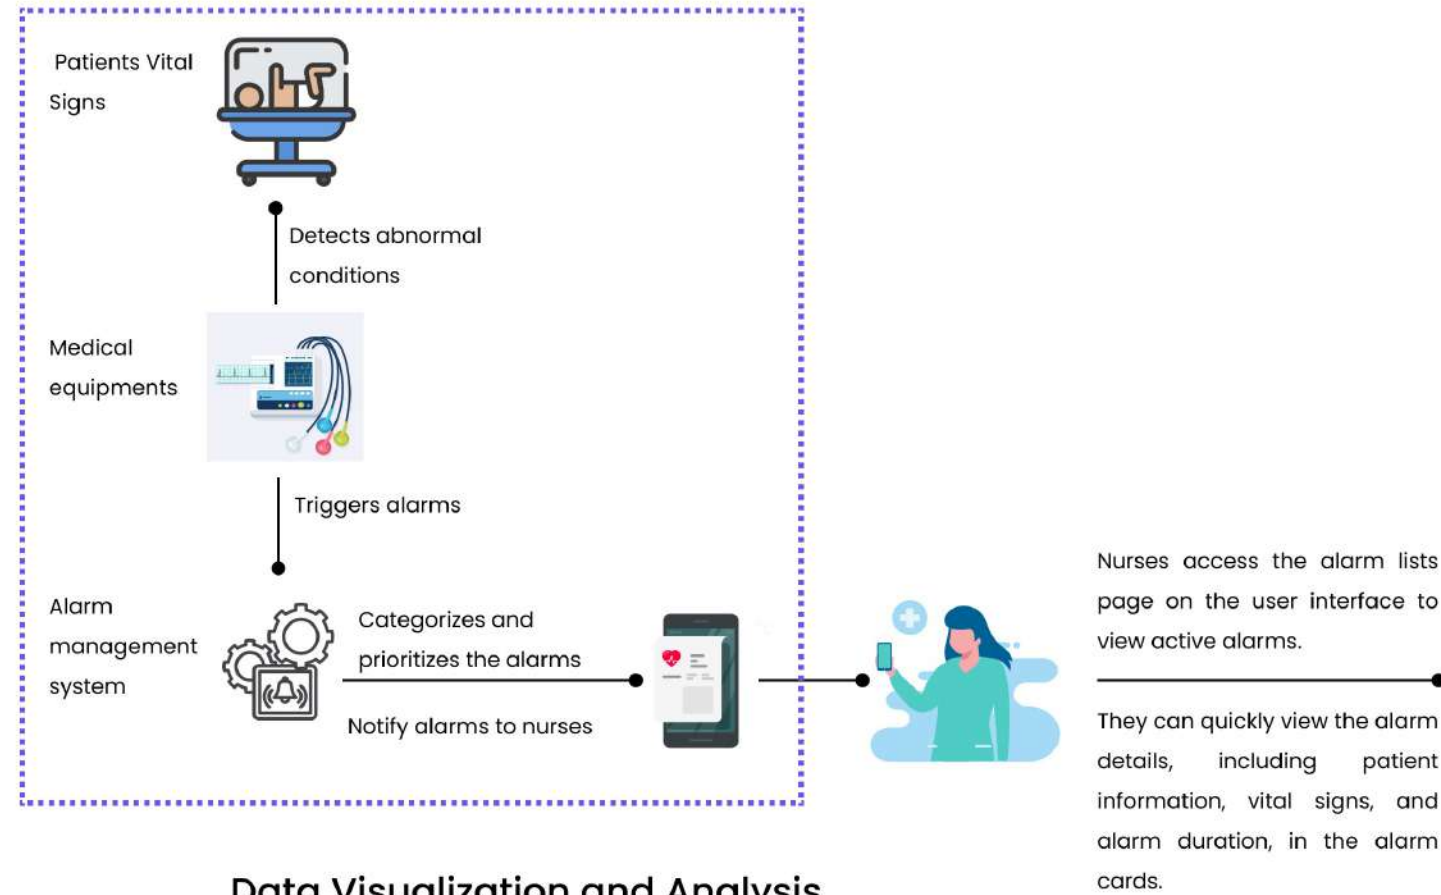 Patients Vital
Signs
Detects abnormal
conditions
Medical
equipments
Triggers alarms
Alarm
management
system
Categorizes and
prioritizes the alarms
Notify alarms to nurses
Nurses access the alarm lists
page on the user interface to
view active alarms.
They can quickly view the alarm
details, including patient
information, vital signs, and
alarm duration, in the alarm
cards.
Data Visualization and Analysis